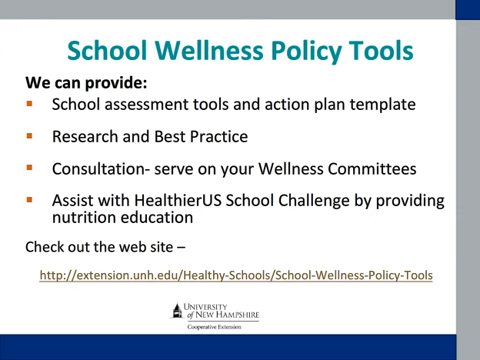 School Wellness Policy Tools
We can provide:
School assessment tools and action plan template
Research and Best Practice
Consultation- serve on your Wellness Committees
Assist with HealthierUS School Challenge by providing
nutrition education
Check out the web site –
http://extension.unh.edu/Healthy-Schools/School-Wellness-Policy-Tools
UNIVERSITY
of NEW HAMPSHIRE
Cooperative Extension